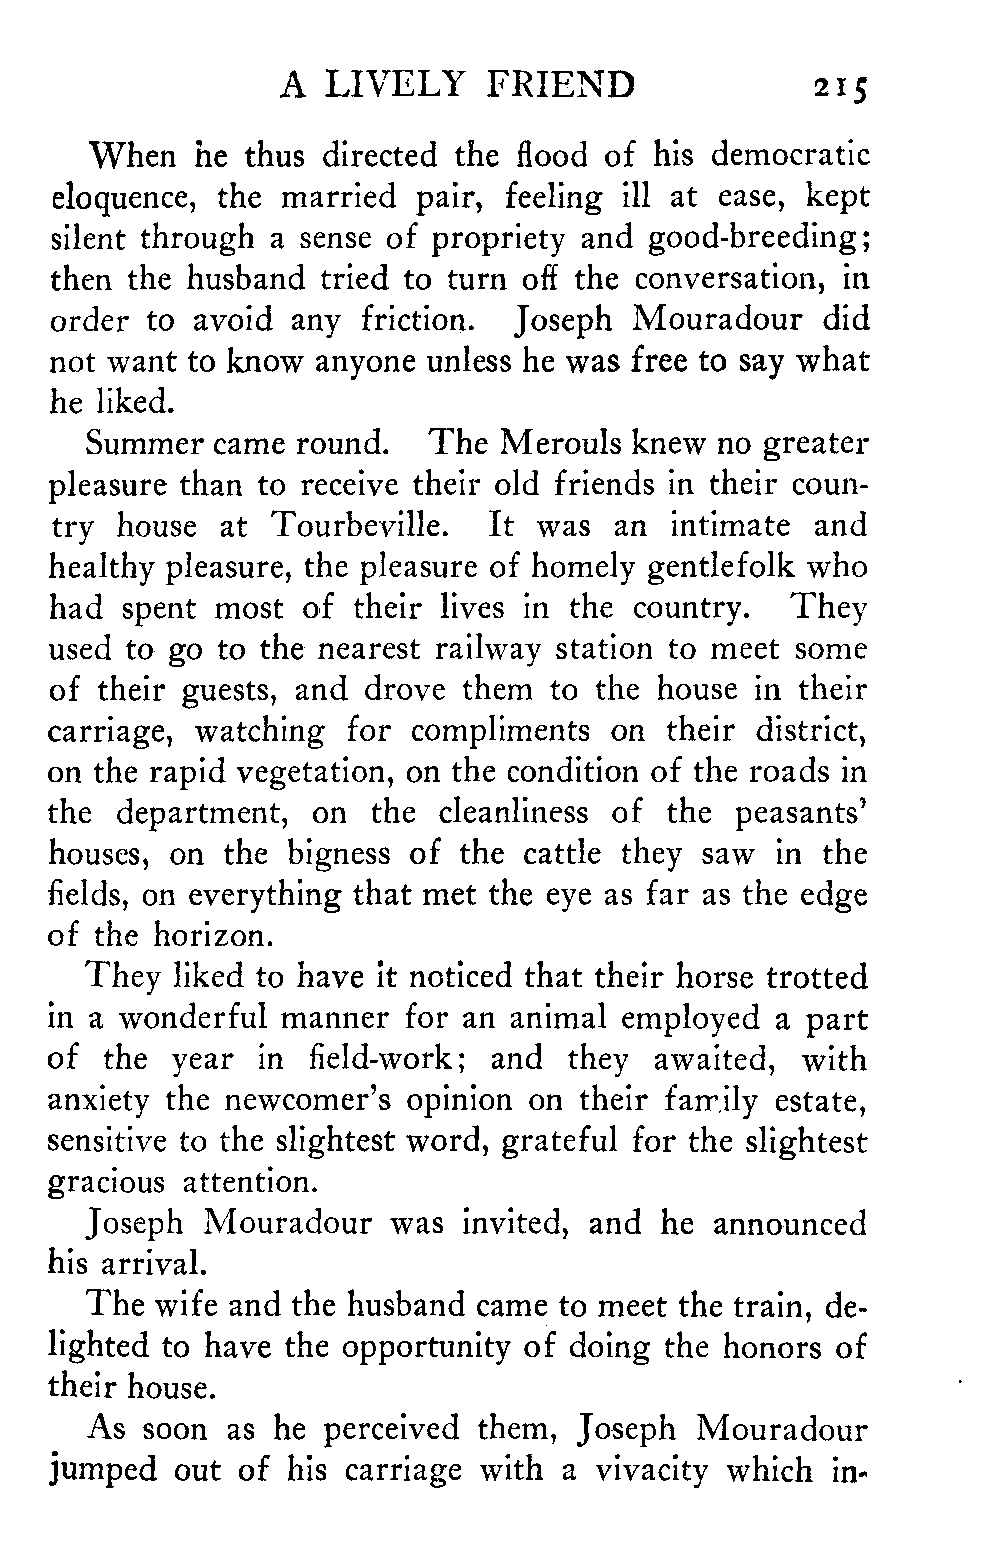 A LIVELY FRIEND 215
When he thus directed the flood of his democratic
eloquence, the married pair, feeling ill at ease, kept
silent through a sense of propriety and good-breeding;
then the husband tried to turn off the conversation, in
order to avoid any friction. Joseph Mouradour did
not want to know anyone unless he was free to say what
he liked.
Summer came round. The Merouls knew no greater
pleasure than to receive their old friends in their coun-
try house at Tourbeville. It was an intimate and
healthy pleasure, the pleasure of homely gentlefolk who
had spent most of their lives in the country. They
used to go to the nearest railway station to meet some
of their guests, and drove them to the house in their
carriage, watching for compliments on their district,
on the rapid vegetation, on the condition of the roads in
the department, on the cleanliness of the peasants'
houses, on the bigness of the cattle they saw in the
fields, on everything that met the eye as far as the edge
of the horizon.
They liked to have it noticed that their horse trotted
in a wonderful manner for an animal employed a part
of the year in field-work; and they awaited, with
anxiety the newcomer's opinion on their family estate,
sensitive to the slightest word, grateful for the slightest
gracious attention.
Joseph Mouradour was invited, and he announced
his arrival.
The wife and the husband came to meet the train, de-
lighted to have the opportunity of doing the honors of
their house.
As soon as he perceived them, Joseph Mouradour
jumped out of his carriage with a vivacity which in-